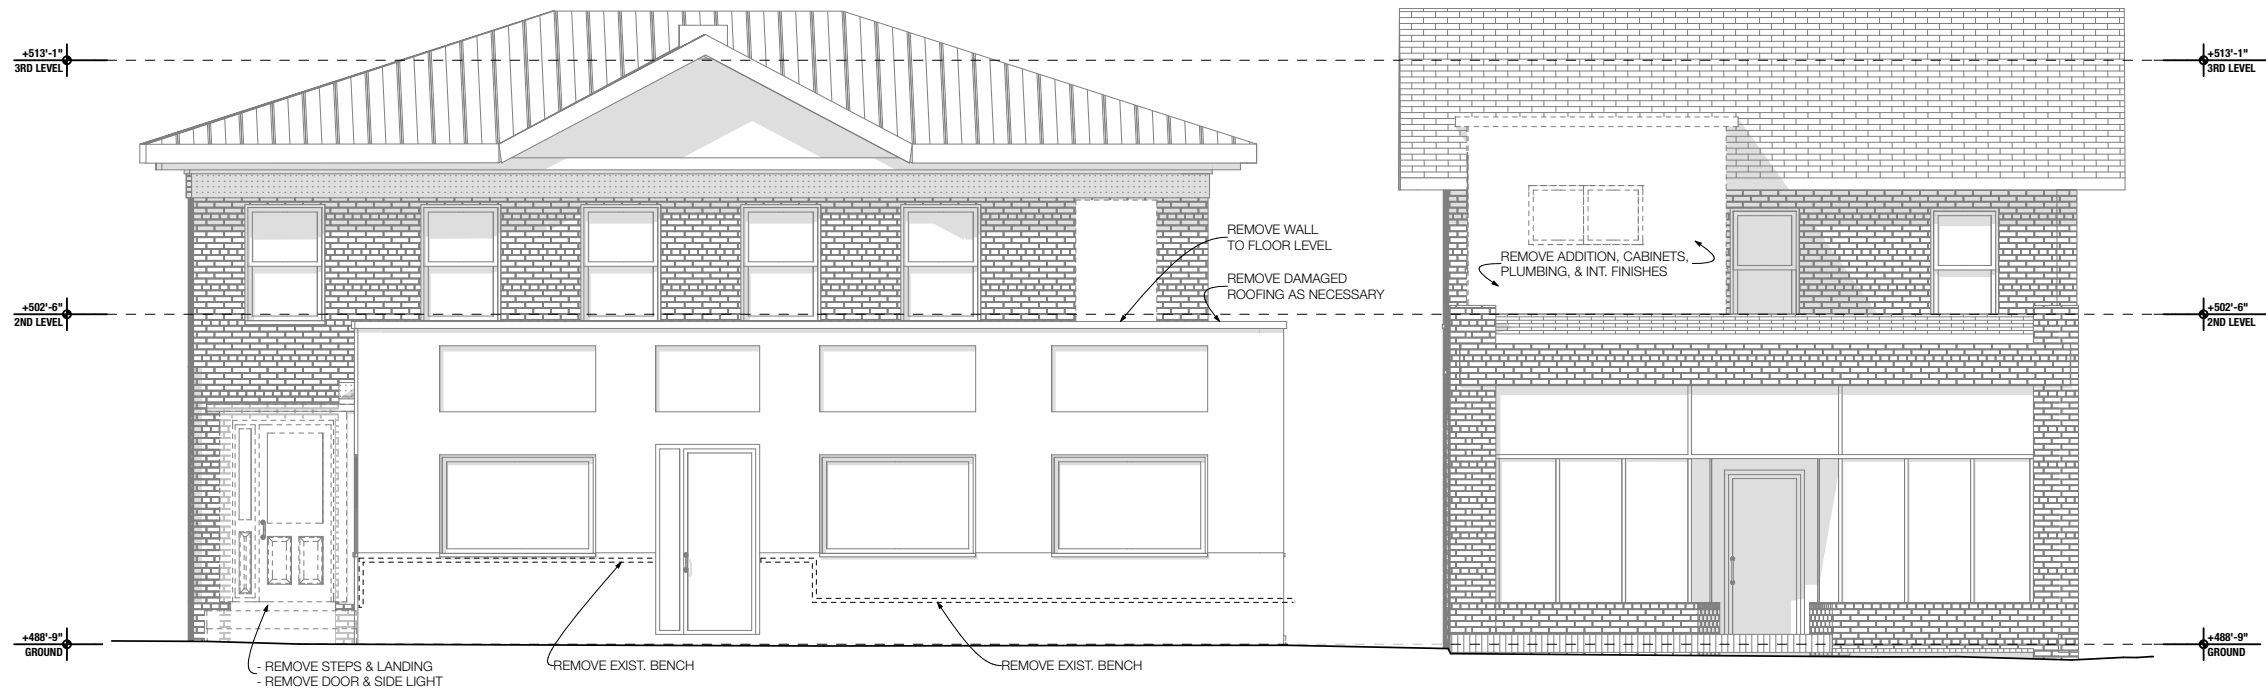 +513'-1"
3RD LEVEL
+513'-1"
3RD LEVEL
REMOVE WALL
TO FLOOR LEVEL
REMOVE DAMAGED
ROOFING AS NECESSARY
REMOVE ADDITION, CABINETS,
PLUMBING, & INT. FINISHES
+502'-6"
2ND LEVEL
+502'-6"
2ND LEVEL
+488'-9"
GROUND
+488'-9"
GROUND
- REMOVE STEPS & LANDING
- REMOVE DOOR & SIDE LIGHT
REMOVE EXIST. BENCH
REMOVE EXIST. BENCH